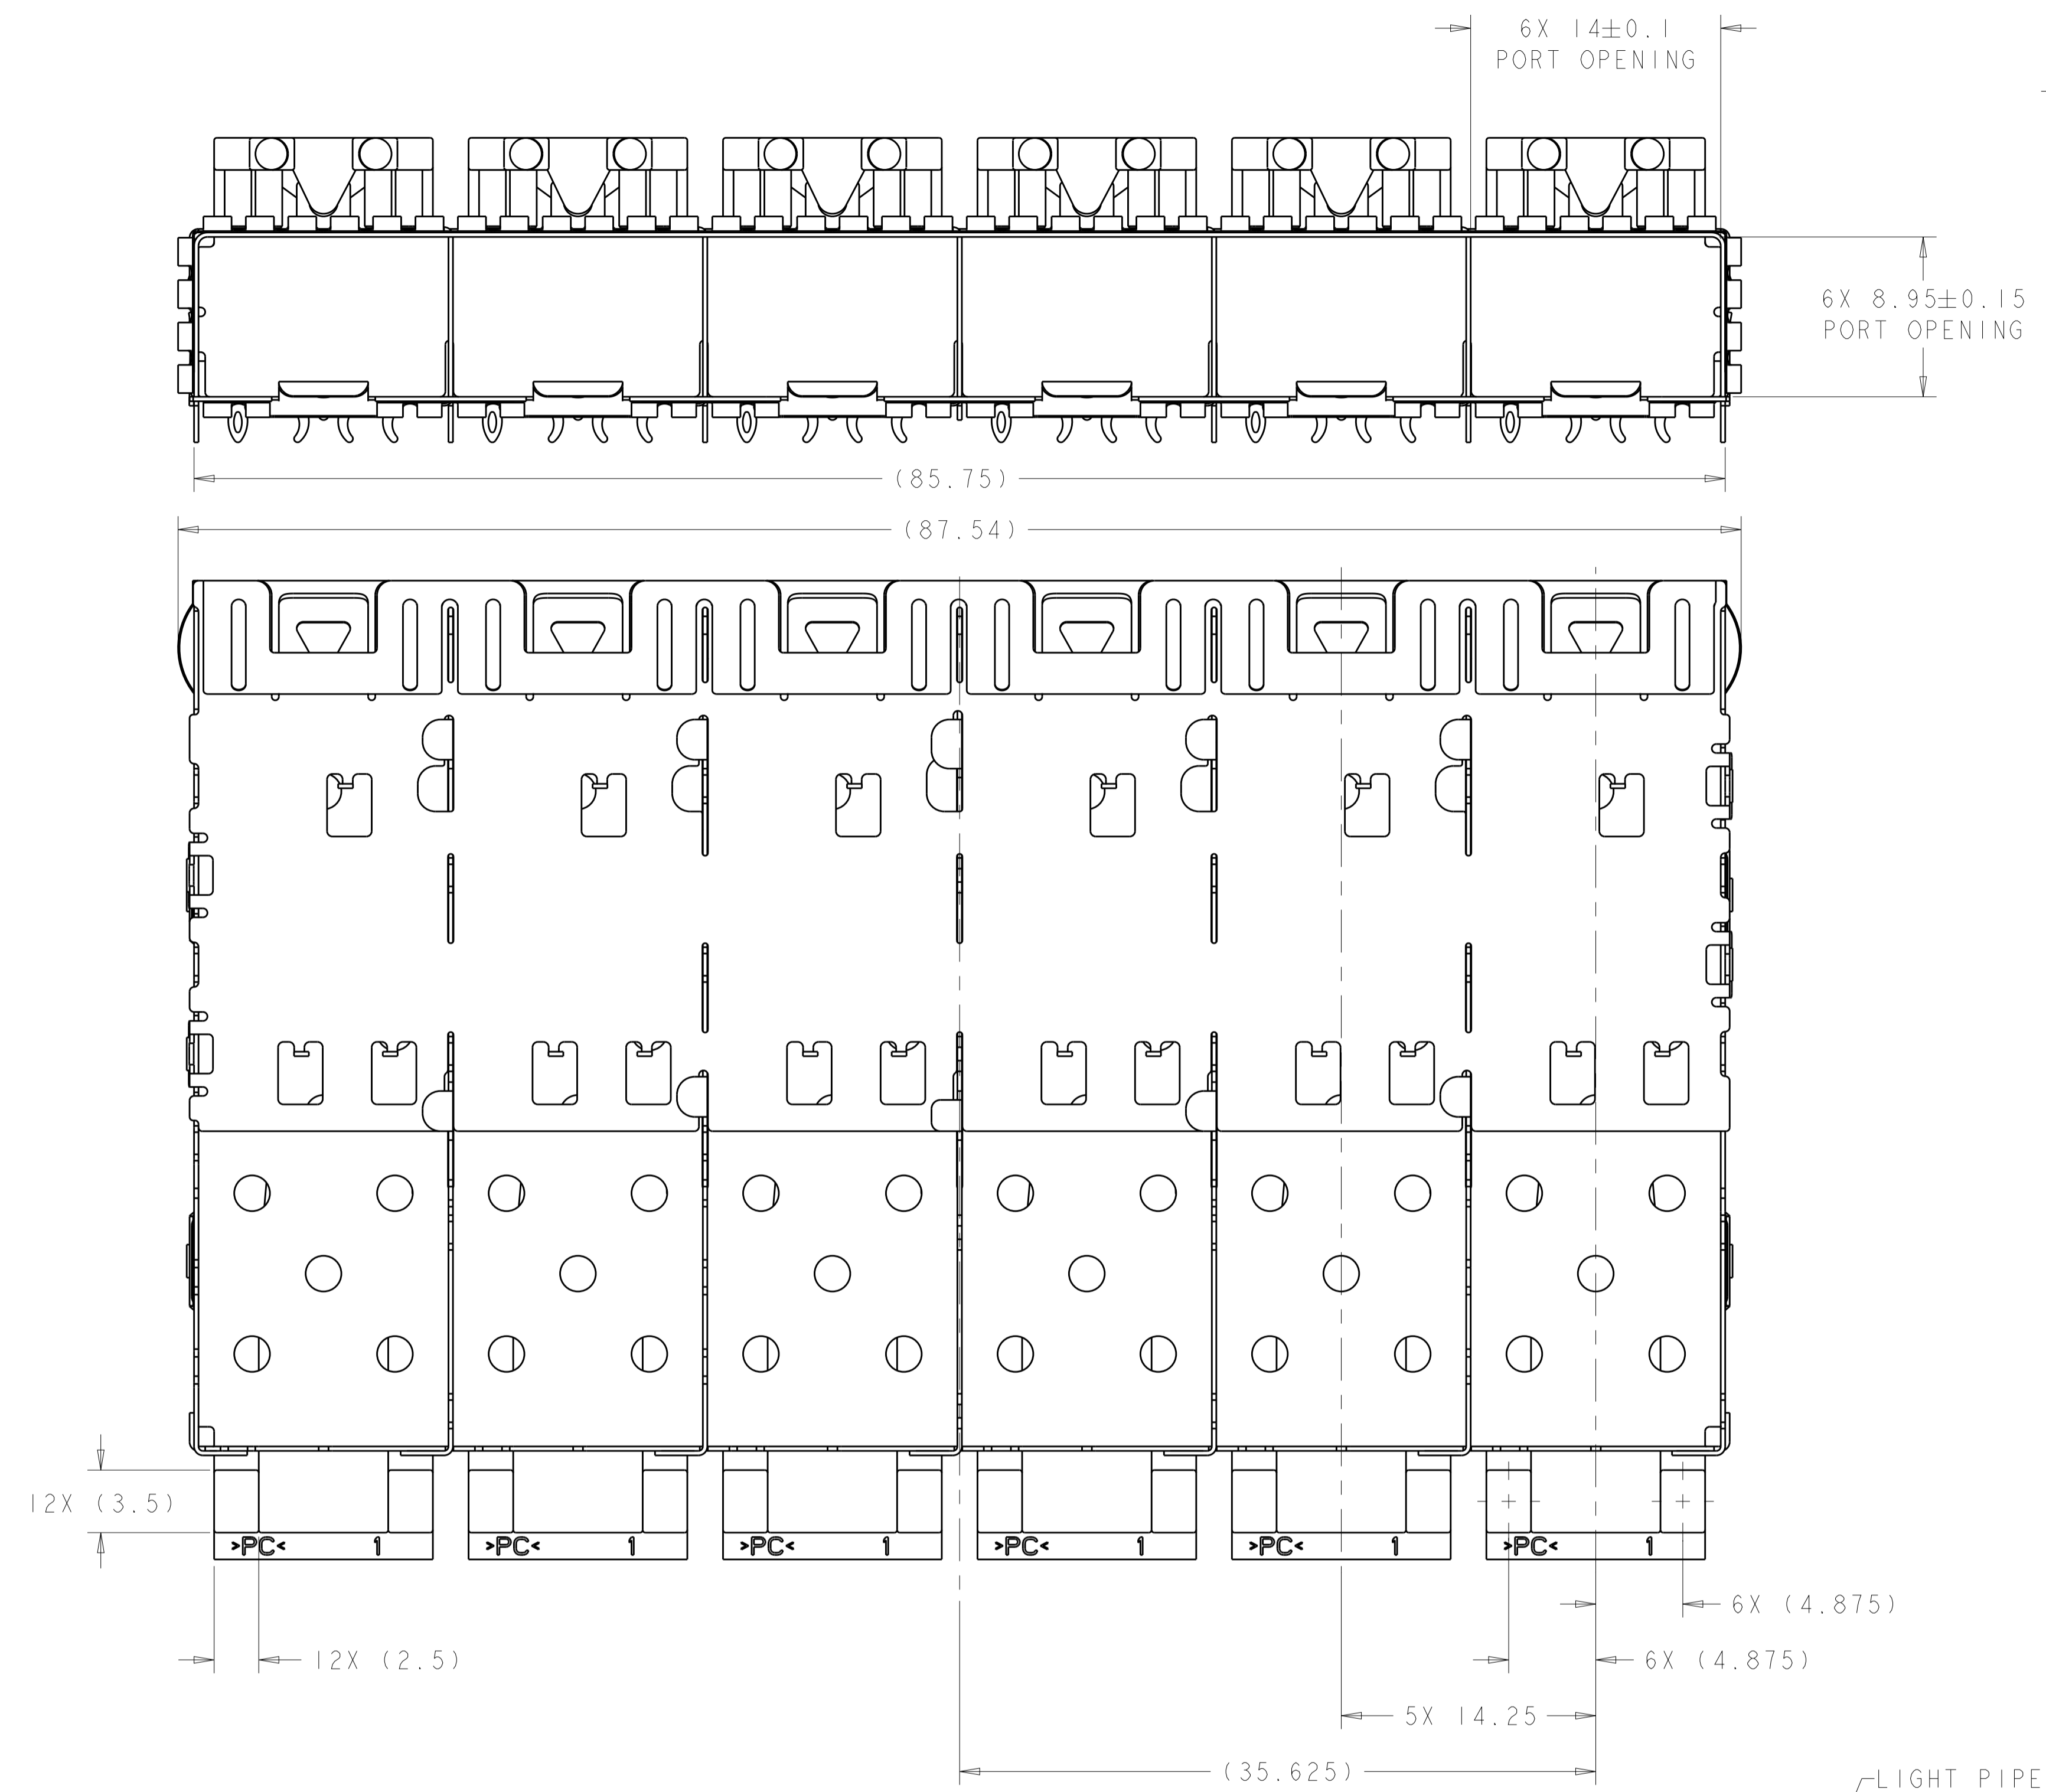 6X 14±0.1
PORT OPENING
6X 8.95±0.15
PORT OPENING
(85.75)
(87.54)
12X (3.5)
>PC< 1
>PC< 1
>PC< 1
>PC< 1
>PC< 1
>PC< 1
6X (4.875)
12X (2.5)
6X (4.875)
5X 14.25
(35.625)
LIGHT PIPE